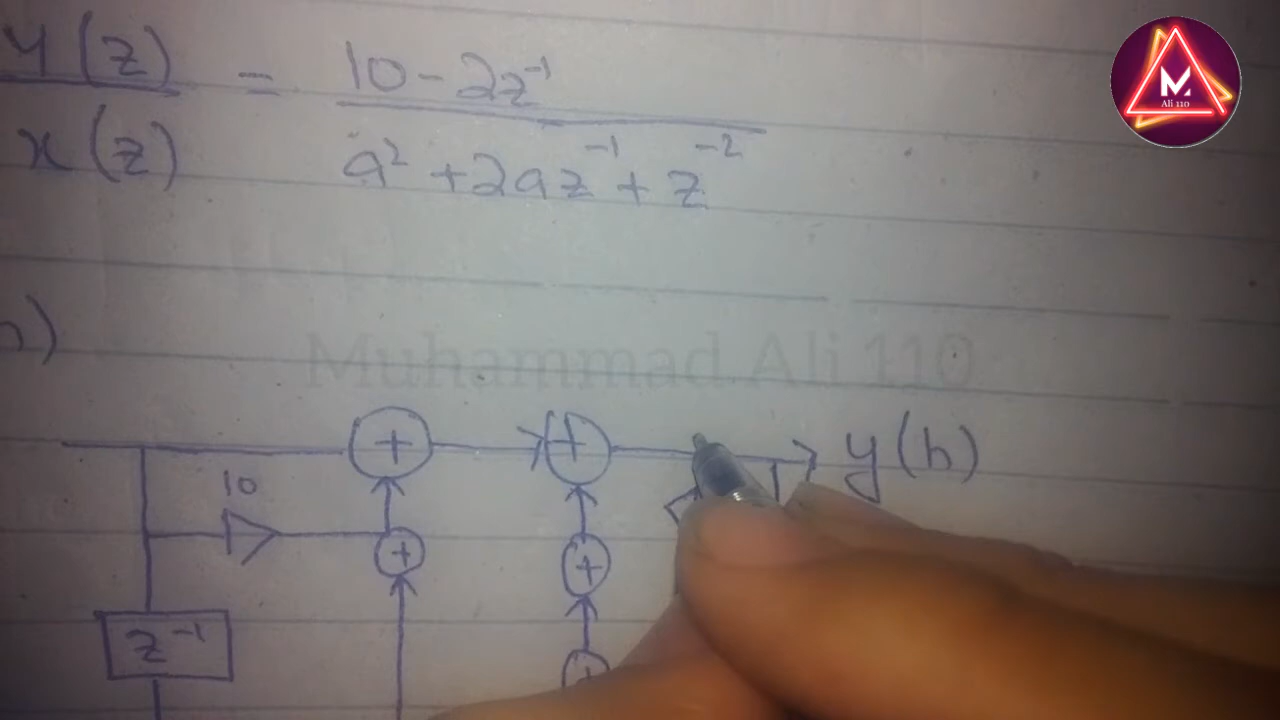 Y(z) = 10 - 2z⁻¹
x(z) a² + 2az⁻¹ + z⁻²
M
Ali 110
Muhammad Ali 110
)
+ + y(h)
10
+ +
z⁻¹
+